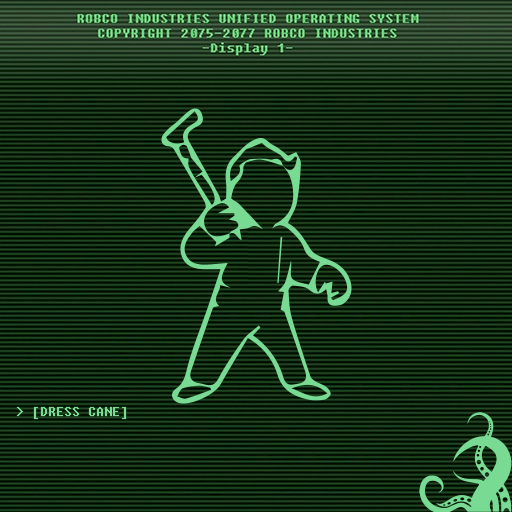 ROBCO INDUSTRIES UNIFIED OPERATING SYSTEM
COPYRIGHT 2075-2077 ROBCO INDUSTRIES
-Display 1-
> [DRESS CANE]